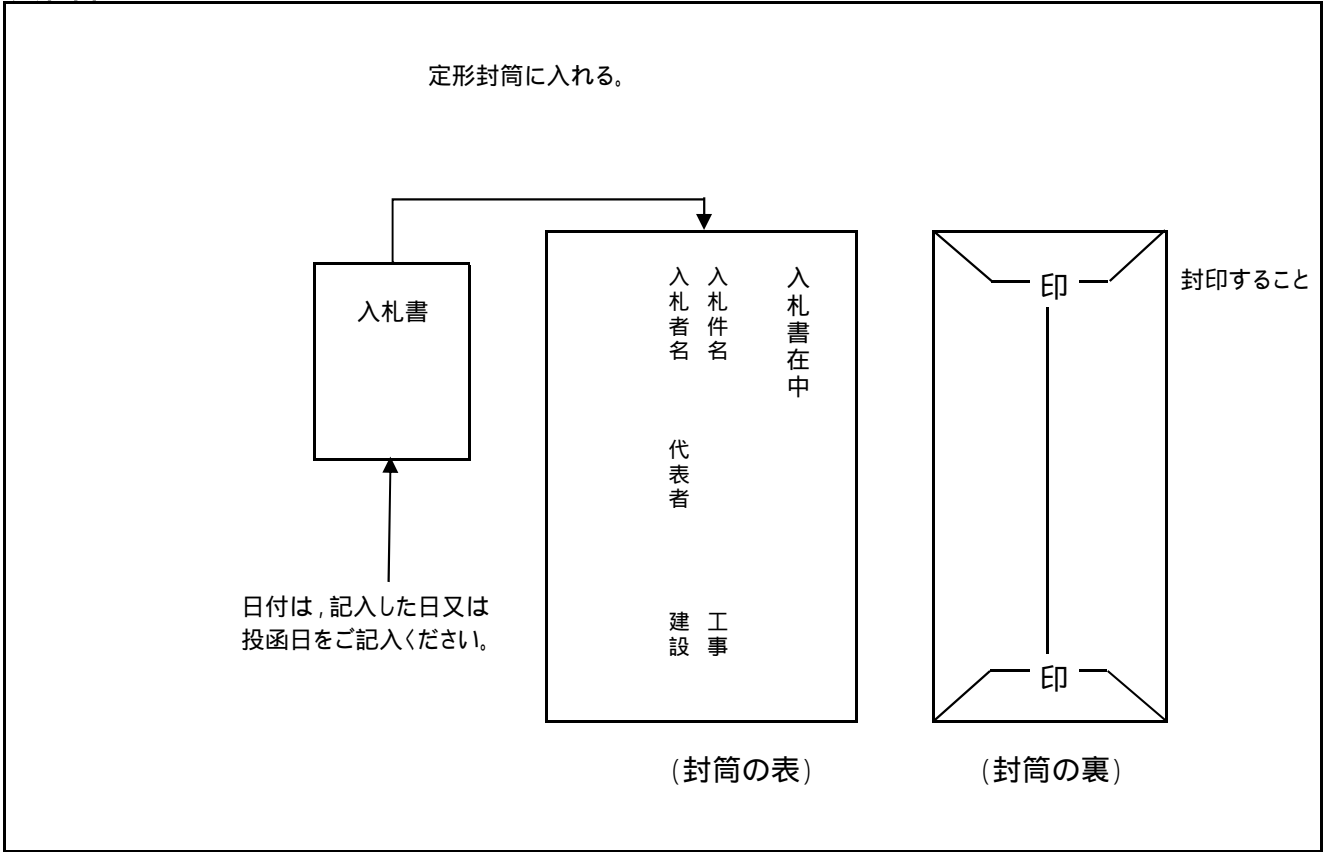 定形封筒に入れる。
入札書
日付は,記入した日又は
投函日をご記入ください。
入札書在中
入札件名 工事
入札者名 代表者 建設
(封筒の表)
印
印
封印すること
(封筒の裏)